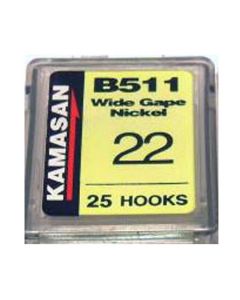 KAMASAN
B511
Wide Gape
Nickel
22
25 HOOKS